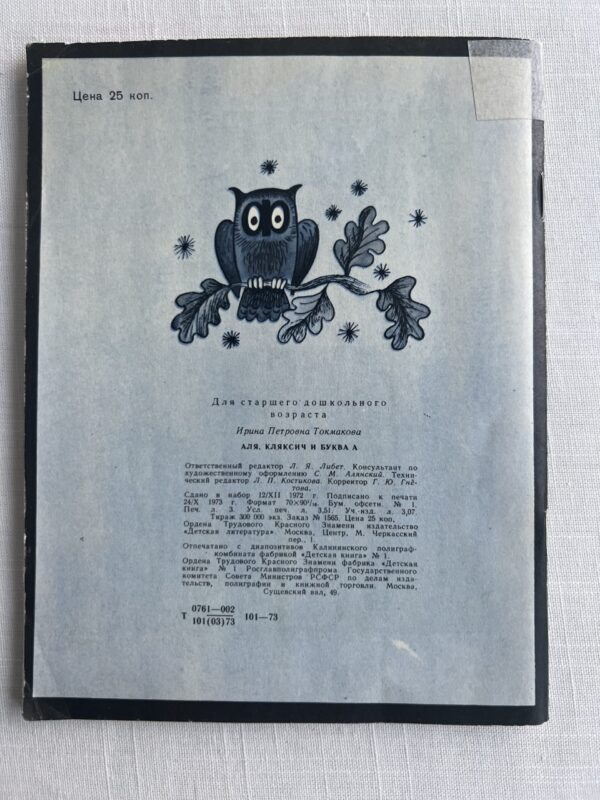 Цена 25 коп.
Для старшего дошкольного
возраста
Ирина Петровна Токмакова
АЛЯ, КЛЯКСИЧ И БУКВА А
Ответственный редактор Л. Я. Либет. Консультант по
художественному оформлению С. М. Алянский. Техни-
ческий редактор Л. П. Костикова. Корректор Г. Ю. Гнё-
това.
Сдано в набор 12/XII 1972 г. Подписано к печати
24/X 1973 г. Формат 70×90¹/₁₆. Бум. офсетн. № 1.
Печ. л. 3. Усл. печ. л. 3,51. Уч.-изд. л. 3,07.
Тираж 300 000 экз. Заказ № 1565. Цена 25 коп.
Ордена Трудового Красного Знамени издательство
«Детская литература». Москва, Центр, М. Черкасский
пер., 1.
Отпечатано с диапозитивов Калининского полиграф-
комбината фабрикой «Детская книга» № 1.
Ордена Трудового Красного Знамени фабрика «Детская
книга» № 1 Росглавполиграфпрома Государственного
комитета Совета Министров РСФСР по делам изда-
тельств, полиграфии и книжной торговли. Москва,
Сущевский вал, 49.
Т 0761—002
101(03)73 101—73